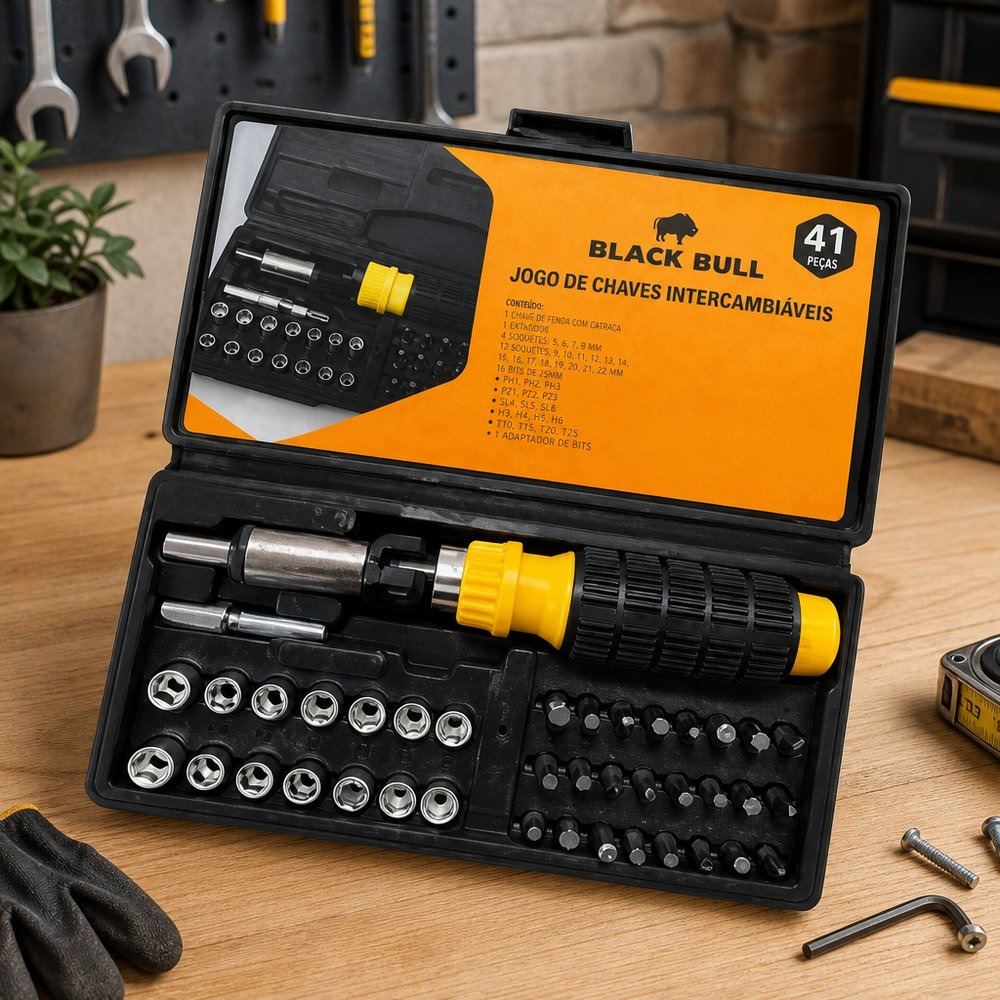 BLACK BULL
41
PEÇAS
JOGO DE CHAVES INTERCAMBIÁVEIS
CONTEÚDO:
1 CHAVE DE FENDA COM CATRACA
1 EXTENSOR
4 SOQUETES: 5, 6, 7, 8 MM
12 SOQUETES, 9, 10, 11, 12, 13, 14,
15, 16, 17, 18, 19, 20, 21, 22 MM
16 BITS DE 25MM
• PH1, PH2, PH3
• PZ1, PZ2, PZ3
• SL4, SL5, SL6
• H3, H4, H5, H6
• T10, T15, T20, T25
• 1 ADAPTADOR DE BITS